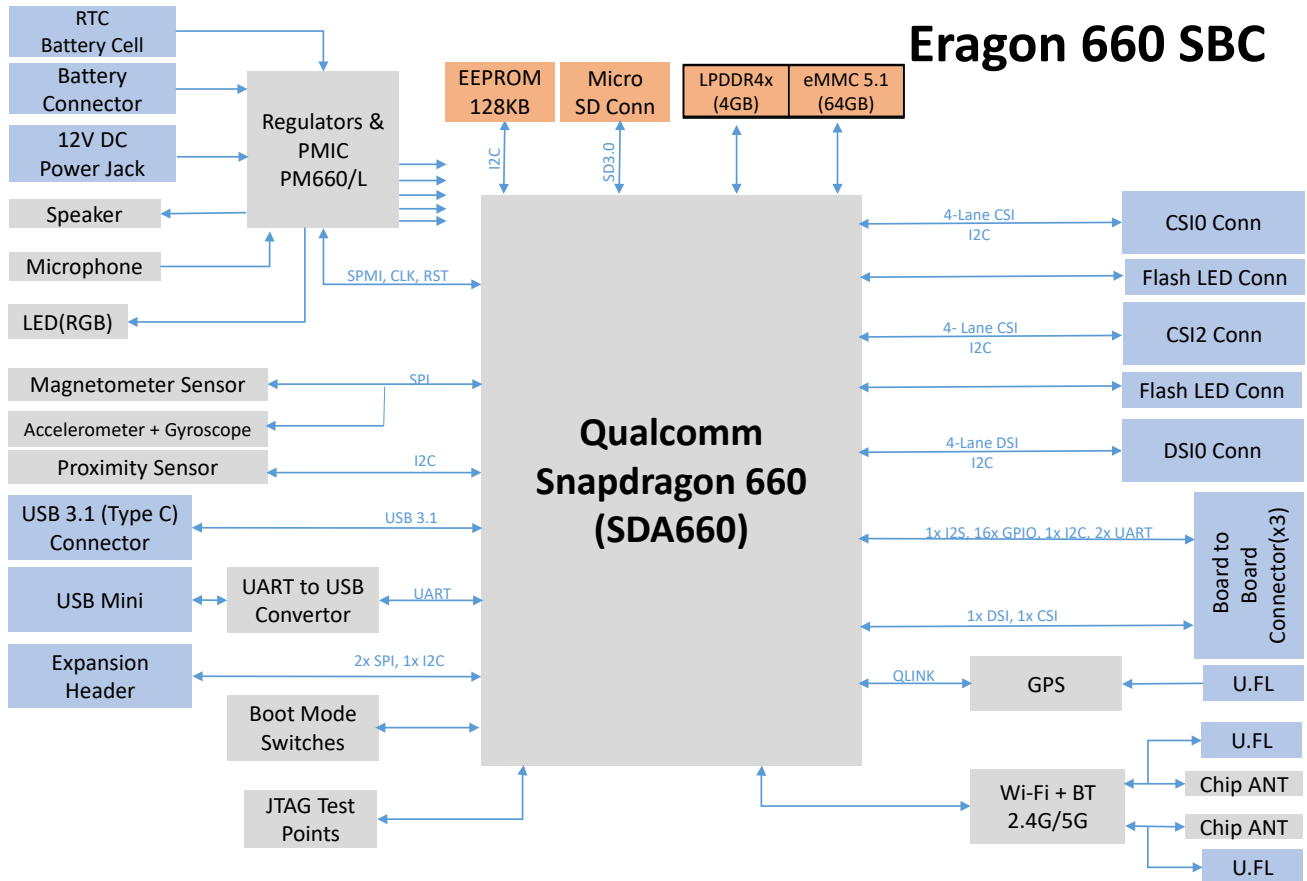 Eragon 660 SBC
RTC
Battery Cell
Battery
Connector
12V DC
Power Jack
Speaker
Microphone
LED(RGB)
Regulators &
PMIC
PM660/L
SPMI, CLK, RST
EEPROM
128KB
Micro
SD Conn
LPDDR4x
(4GB)
eMMC 5.1
(64GB)
I2C
SD3.0
Magnetometer Sensor
SPI
Accelerometer + Gyroscope
Proximity Sensor
I2C
USB 3.1 (Type C)
Connector
USB 3.1
USB Mini
UART to USB
Convertor
UART
Expansion
Header
2x SPI, 1x I2C
Boot Mode
Switches
JTAG Test
Points
Qualcomm
Snapdragon 660
(SDA660)
4-Lane CSI
I2C
CSI0 Conn
Flash LED Conn
4- Lane CSI
I2C
CSI2 Conn
Flash LED Conn
4-Lane DSI
I2C
DSI0 Conn
1x I2S, 16x GPIO, 1x I2C, 2x UART
1x DSI, 1x CSI
Board to
Board
Connector(x3)
QLINK
GPS
U.FL
Wi-Fi + BT
2.4G/5G
U.FL
Chip ANT
Chip ANT
U.FL